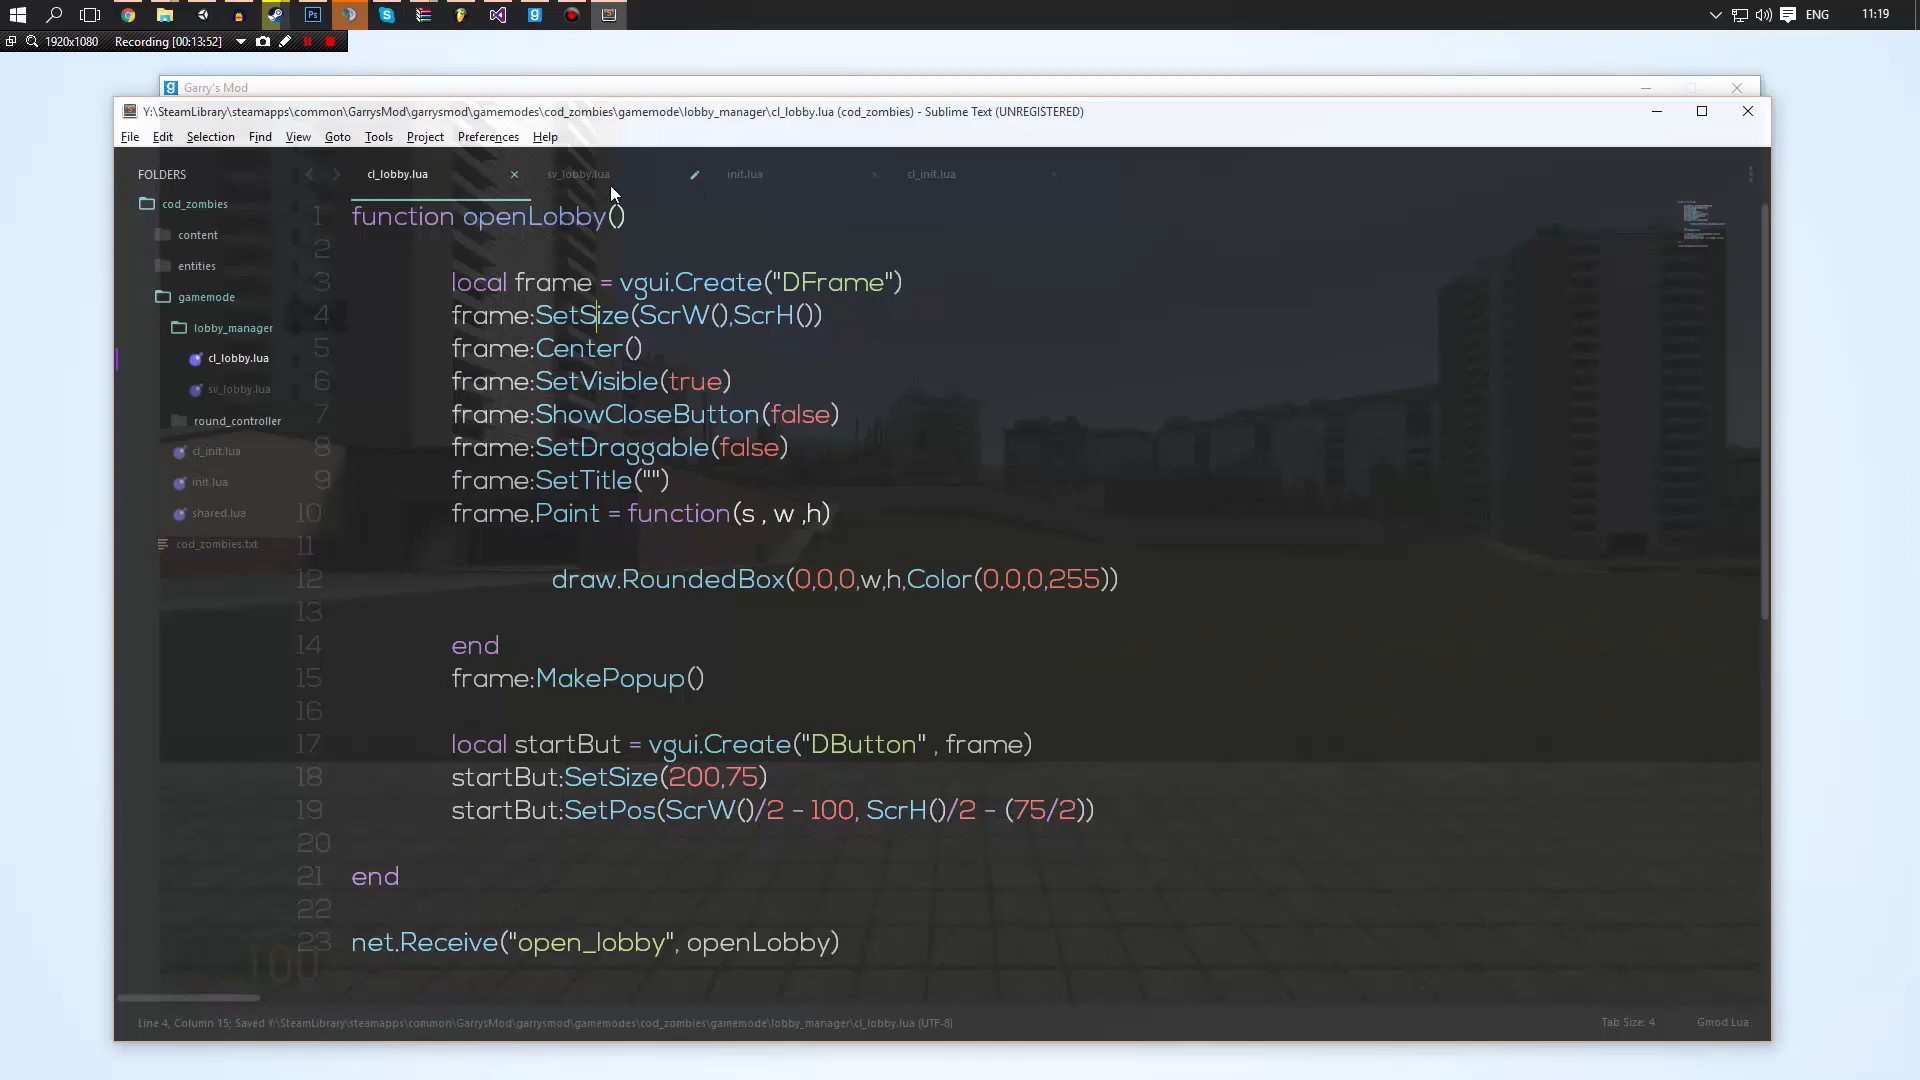 ENG
11:19
1920x1080
Recording [00:13:52]
Garry's Mod
Y:\SteamLibrary\steamapps\common\GarrysMod\garrysmod\gamemodes\cod_zombies\gamemode\lobby_manager\cl_lobby.lua (cod_zombies) - Sublime Text (UNREGISTERED)
File Edit Selection Find View Goto Tools Project Preferences Help
FOLDERS
cod_zombies
content
entities
gamemode
lobby_manager
cl_lobby.lua
sv_lobby.lua
round_controller
cl_init.lua
init.lua
shared.lua
cod_zombies.txt
cl_lobby.lua sv_lobby.lua init.lua cl_init.lua
1 function openLobby()
2
3 local frame = vgui.Create("DFrame")
4 frame:SetSize(ScrW(),ScrH())
5 frame:Center()
6 frame:SetVisible(true)
7 frame:ShowCloseButton(false)
8 frame:SetDraggable(false)
9 frame:SetTitle("")
10 frame.Paint = function(s , w ,h)
11
12 draw.RoundedBox(0,0,0,w,h,Color(0,0,0,255))
13
14 end
15 frame:MakePopup()
16
17 local startBut = vgui.Create("DButton" , frame)
18 startBut:SetSize(200,75)
19 startBut:SetPos(ScrW()/2 - 100, ScrH()/2 - (75/2))
20
21 end
22
23 net.Receive("open_lobby", openLobby)
100
Line 4, Column 15; Saved Y:\SteamLibrary\steamapps\common\GarrysMod\garrysmod\gamemodes\cod_zombies\gamemode\lobby_manager\cl_lobby.lua (UTF-8)
Tab Size: 4
Gmod Lua